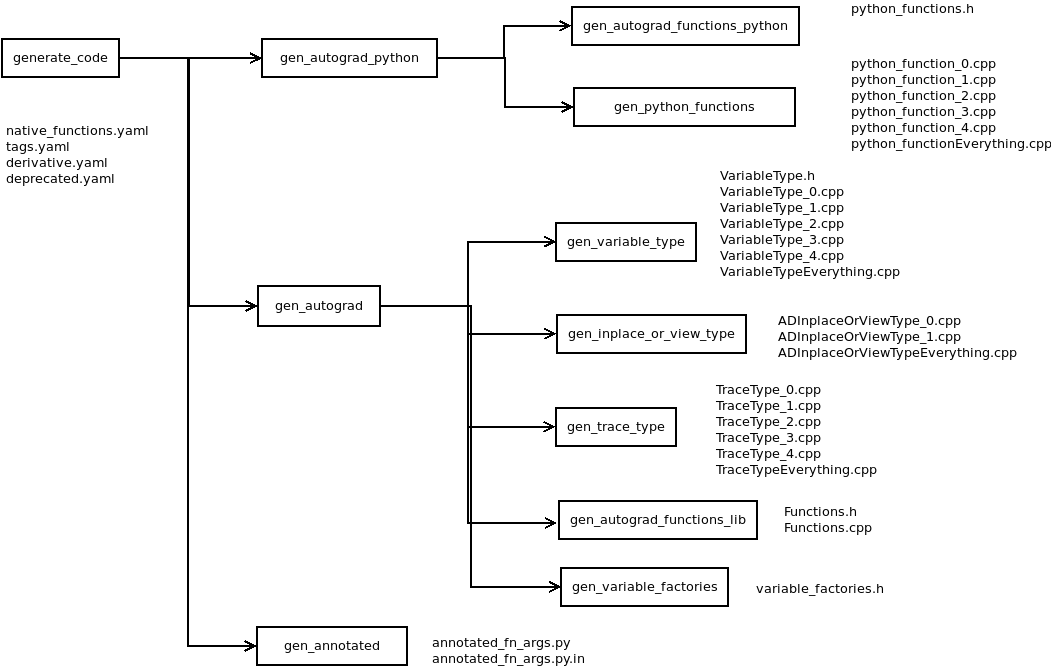 generate_code
native_functions.yaml
tags.yaml
derivative.yaml
deprecated.yaml
gen_autograd_python
gen_autograd_functions_python
python_functions.h
gen_python_functions
python_function_0.cpp
python_function_1.cpp
python_function_2.cpp
python_function_3.cpp
python_function_4.cpp
python_functionEverything.cpp
gen_autograd
gen_variable_type
VariableType.h
VariableType_0.cpp
VariableType_1.cpp
VariableType_2.cpp
VariableType_3.cpp
VariableType_4.cpp
VariableTypeEverything.cpp
gen_inplace_or_view_type
ADInplaceOrViewType_0.cpp
ADInplaceOrViewType_1.cpp
ADInplaceOrViewTypeEverything.cpp
gen_trace_type
TraceType_0.cpp
TraceType_1.cpp
TraceType_2.cpp
TraceType_3.cpp
TraceType_4.cpp
TraceTypeEverything.cpp
gen_autograd_functions_lib
Functions.h
Functions.cpp
gen_variable_factories
variable_factories.h
gen_annotated
annotated_fn_args.py
annotated_fn_args.py.in